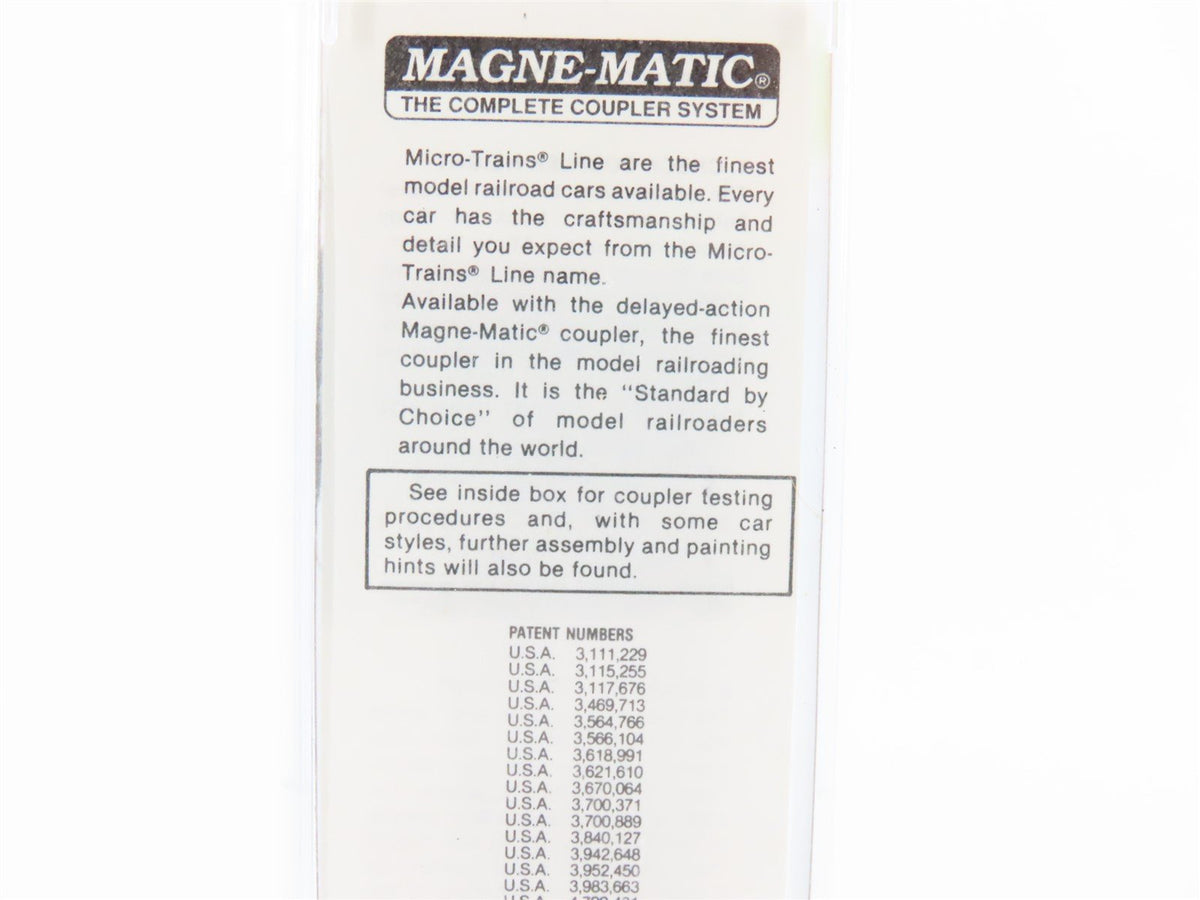 MAGNE-MATIC®
THE COMPLETE COUPLER SYSTEM
Micro-Trains® Line are the finest
model railroad cars available. Every
car has the craftsmanship and
detail you expect from the Micro-
Trains® Line name.
Available with the delayed-action
Magne-Matic® coupler, the finest
coupler in the model railroading
business. It is the "Standard by
Choice" of model railroaders
around the world.
See inside box for coupler testing
procedures and, with some car
styles, further assembly and painting
hints will also be found.
PATENT NUMBERS
U.S.A. 3,111,229
U.S.A. 3,115,255
U.S.A. 3,117,676
U.S.A. 3,469,713
U.S.A. 3,564,766
U.S.A. 3,566,104
U.S.A. 3,618,991
U.S.A. 3,621,610
U.S.A. 3,670,064
U.S.A. 3,700,371
U.S.A. 3,700,889
U.S.A. 3,840,127
U.S.A. 3,942,648
U.S.A. 3,952,450
U.S.A. 3,983,663
U.S.A.